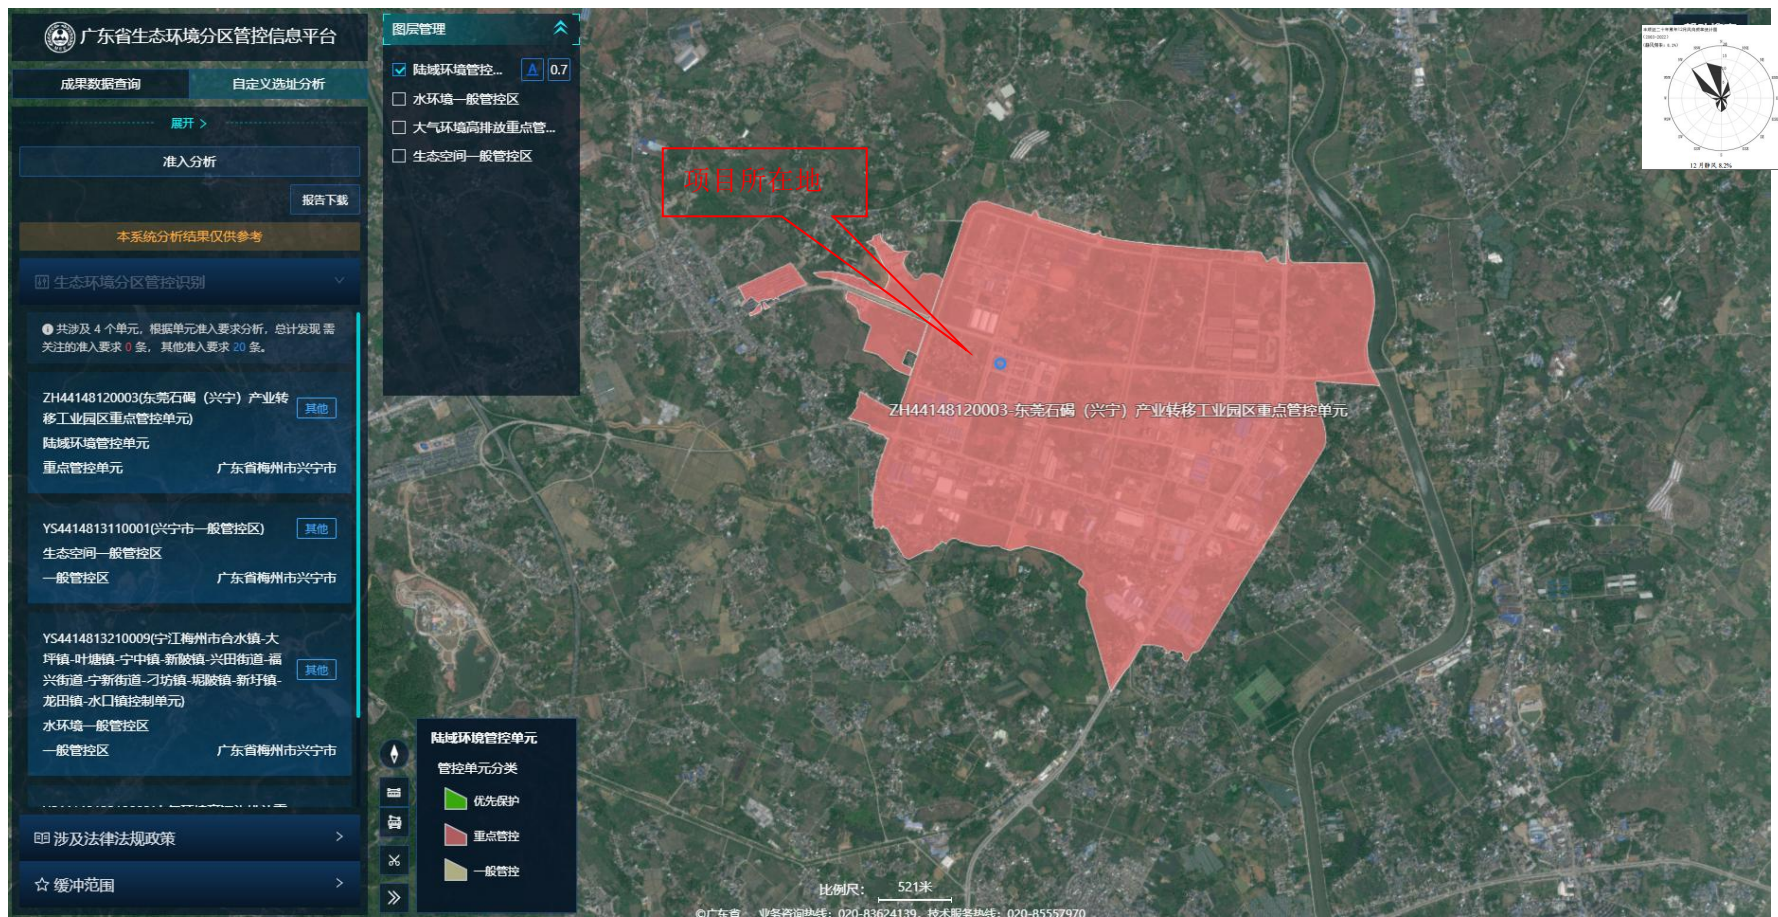 广东省生态环境分区管控信息平台
成果数据查询
自定义选址分析
展开 >
准入分析
报告下载
本系统分析结果仅供参考
生态环境分区管控识别
共涉及 4 个单元，根据单元准入要求分析，总计发现 需
关注的准入要求 0 条， 其他准入要求 20 条。
ZH44148120003(东莞石碣（兴宁）产业转
移工业园区重点管控单元)
其他
陆域环境管控单元
重点管控单元 广东省梅州市兴宁市
YS4414813110001(兴宁市一般管控区)
其他
生态空间一般管控区
一般管控区 广东省梅州市兴宁市
YS4414813210009(宁江梅州市合水镇-大
坪镇-叶塘镇-宁中镇-新陂镇-兴田街道-福
兴街道-宁新街道-刁坊镇-坭陂镇-新圩镇-
龙田镇-水口镇控制单元)
其他
水环境一般管控区
一般管控区 广东省梅州市兴宁市
涉及法律法规政策
缓冲范围
图层管理
陆域环境管控... A 0.7
水环境一般管控区
大气环境高排放重点管...
生态空间一般管控区
项目所在地
ZH44148120003-东莞石碣（兴宁）产业转移工业园区重点管控单元
陆域环境管控单元
管控单元分类
优先保护
重点管控
一般管控
比例尺： 521米
©广东省 业务咨询热线：020-83624139，技术服务热线：020-85557970
12 月静风 8.2%